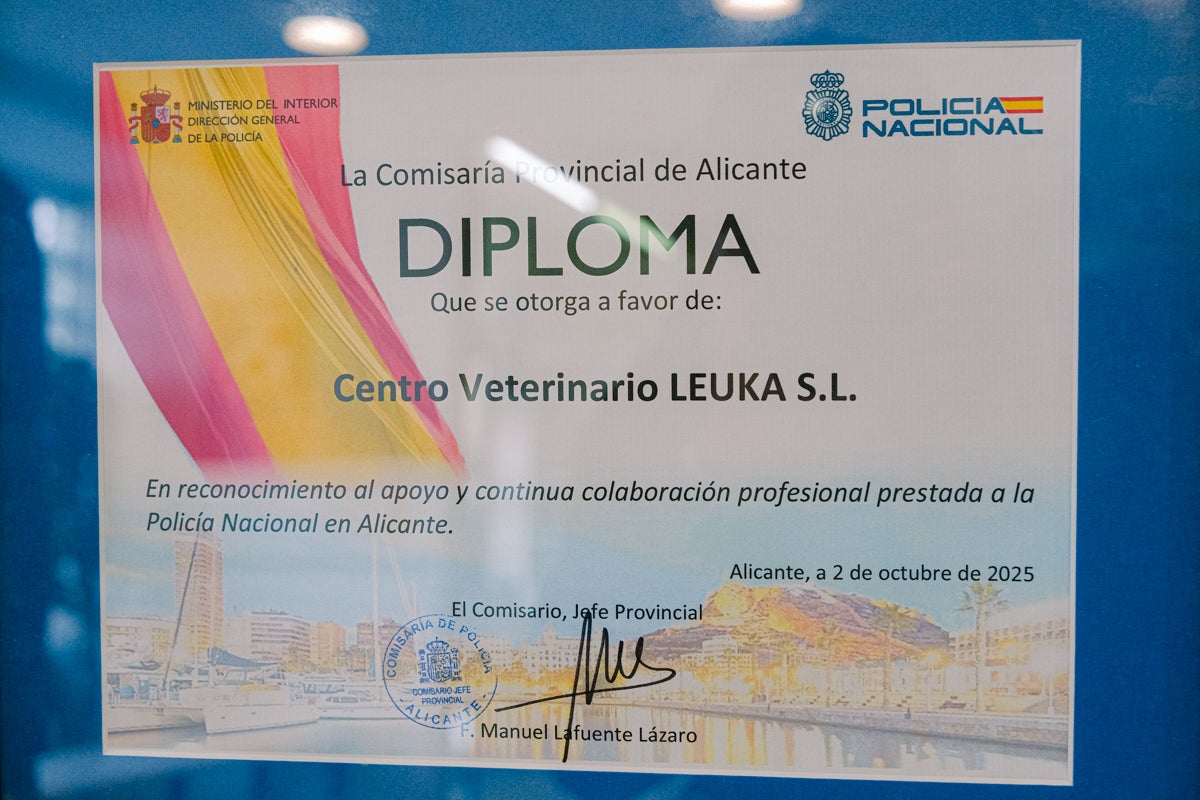 MINISTERIO DEL INTERIOR
DIRECCIÓN GENERAL
DE LA POLICÍA
POLICÍA
NACIONAL
La Comisaría Provincial de Alicante
DIPLOMA
Que se otorga a favor de:
Centro Veterinario LEUKA S.L.
En reconocimiento al apoyo y continua colaboración profesional prestada a la
Policía Nacional en Alicante.
Alicante, a 2 de octubre de 2025
El Comisario, Jefe Provincial
COMISARÍA DE POLICÍA
COMISARIO JEFE
PROVINCIAL
- ALICANTE -
F. Manuel Lafuente Lázaro